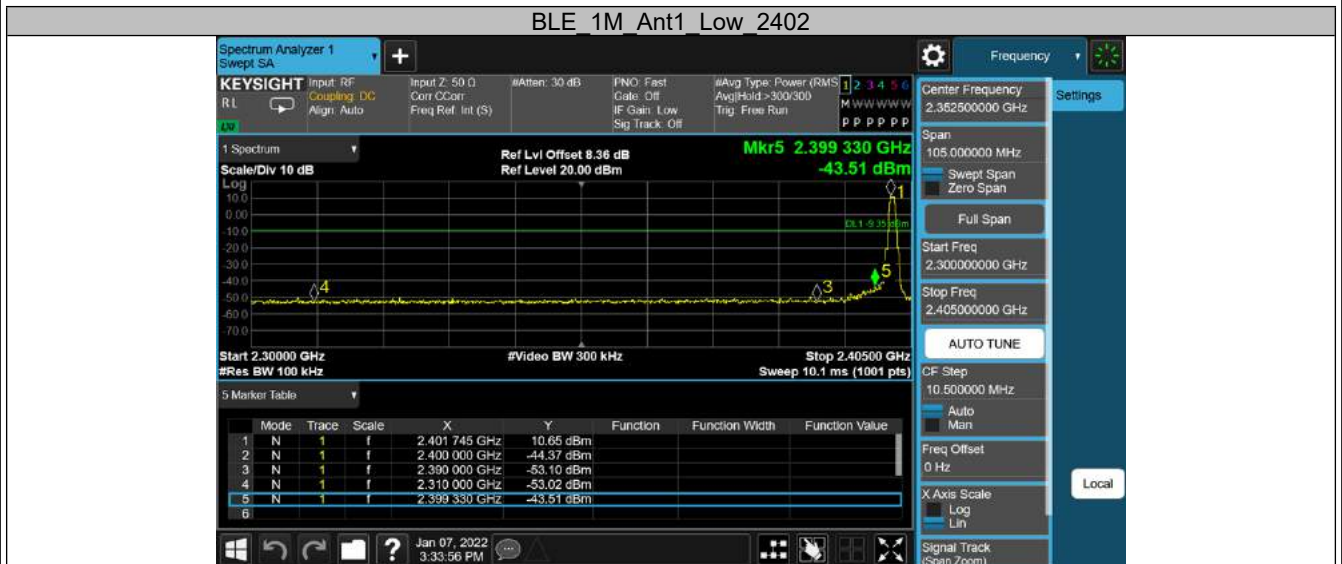 BLE_1M_Ant1_Low_2402
Spectrum Analyzer 1
Swept SA
+
Frequency
KEYSIGHT Input: RF Input Z: 50 Ω #Atten: 30 dB PNO: Fast #Avg Type: Power (RMS 1 2 3 4 5 6
RL Coupling: DC Corr CCorr Gate: Off Avg|Hold:>300/300 M W W W W W
Align: Auto Freq Ref: Int (S) IF Gain: Low Trig: Free Run
Sig Track: Off P P P P P P
LXI
1 Spectrum
Mkr5 2.399 330 GHz
Ref Lvl Offset 8.36 dB
Scale/Div 10 dB Ref Level 20.00 dBm -43.51 dBm
Log
10.0
0.00
-10.0
-20.0
-30.0
-40.0
-50.0
-60.0
-70.0
DL1 -9.35 dBm
1
5
4
3
Start 2.30000 GHz #Video BW 300 kHz Stop 2.40500 GHz
#Res BW 100 kHz Sweep 10.1 ms (1001 pts)
5 Marker Table
Mode Trace Scale X Y Function Function Width Function Value
1 N 1 f 2.401 745 GHz 10.65 dBm
2 N 1 f 2.400 000 GHz -44.37 dBm
3 N 1 f 2.390 000 GHz -53.10 dBm
4 N 1 f 2.310 000 GHz -53.02 dBm
5 N 1 f 2.399 330 GHz -43.51 dBm
6
?
Jan 07, 2022
3:33:56 PM
Center Frequency
2.352500000 GHz
Settings
Span
105.000000 MHz
Swept Span
Zero Span
Full Span
Start Freq
2.300000000 GHz
Stop Freq
2.405000000 GHz
AUTO TUNE
CF Step
10.500000 MHz
Auto
Man
Freq Offset
0 Hz
X Axis Scale
Log
Lin
Local
Signal Track
(Span Zoom)